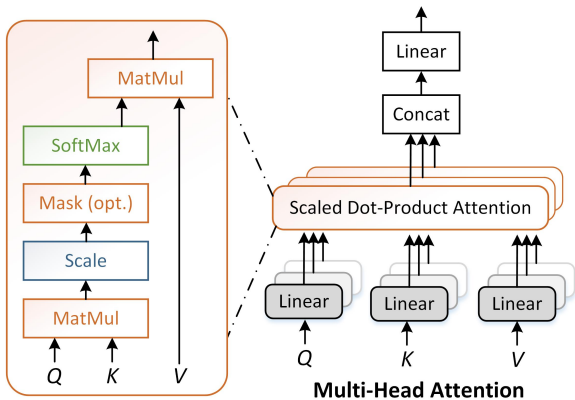 MatMul
SoftMax
Mask (opt.)
Scale
MatMul
Q K V
Linear
Concat
Scaled Dot-Product Attention
Linear Linear Linear
Q K V
Multi-Head Attention